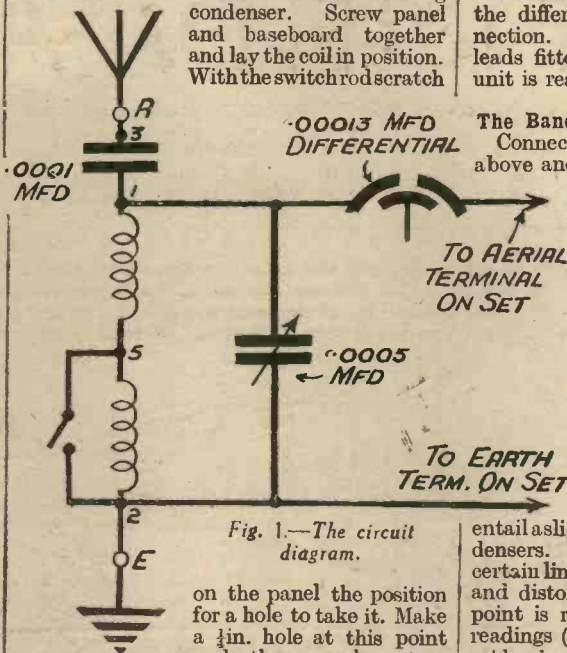 condenser. Screw panel
and baseboard together
and lay the coil in position.
With the switch rod scratch
the differ
nection.
leads fitte
unit is rea
The Band
Connec
above and
A
3
.0001
MFD
1
.00013 MFD
DIFFERENTIAL
TO AERIAL
TERMINAL
ON SET
5
.0005
MFD
TO EARTH
TERM. ON SET
2
E
Fig. 1.—The circuit
diagram.
on the panel the position
for a hole to take it. Make
a in. hole at this point
entail a sli
densers.
certain lin
and disto
point is r
readings (